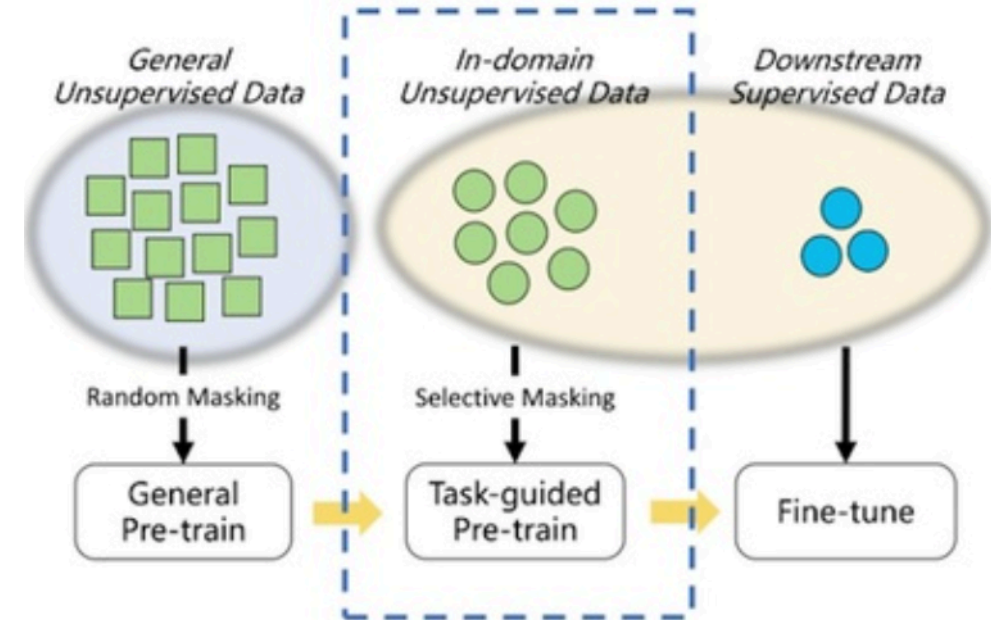 General
Unsupervised Data
In-domain
Unsupervised Data
Downstream
Supervised Data
Random Masking
Selective Masking
General
Pre-train
Task-guided
Pre-train
Fine-tune